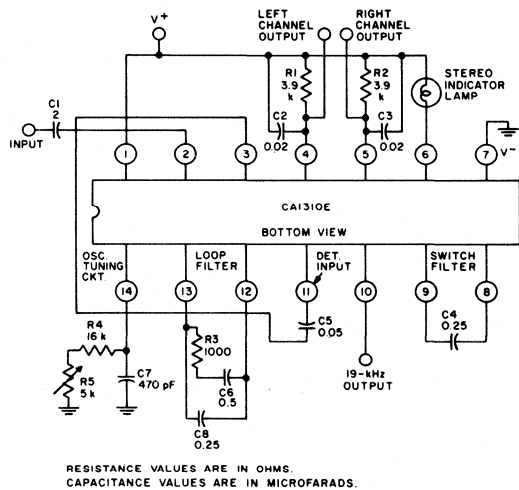 LEFT CHANNEL OUTPUT
RIGHT CHANNEL OUTPUT
V+
R1 3.9 k
R2 3.9 k
STEREO INDICATOR LAMP
C1 2
INPUT
C2 0.02
C3 0.02
1 2 3 4 5 6 7
V-
CA1310E
BOTTOM VIEW
OSC. TUNING CKT.
LOOP FILTER
DET. INPUT
SWITCH FILTER
14 13 12 11 10 9 8
R4 16 k
R5 5 k
C7 470 pF
R3 1000
C6 0.5
C8 0.25
C5 0.05
19-kHz OUTPUT
C4 0.25
RESISTANCE VALUES ARE IN OHMS.
CAPACITANCE VALUES ARE IN MICROFARADS.